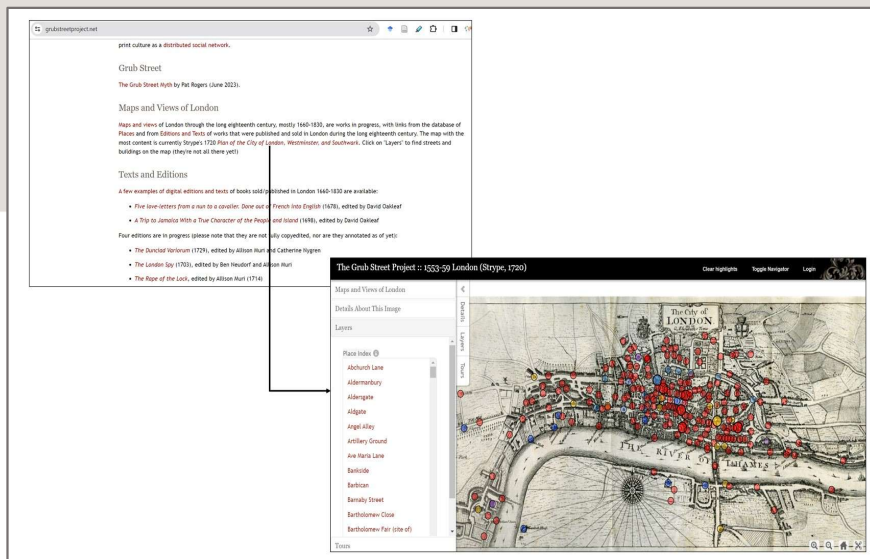 grubstreetproject.net
print culture as a distributed social network.
Grub Street
The Grub Street Myth by Pat Rogers (June 2023).
Maps and Views of London
Maps and views of London through the long eighteenth century, mostly 1660-1830, are works in progress, with links from the database of
Places and from Editions and Texts of works that were published and sold in London during the long eighteenth century. The map with the
most content is currently Strype's 1720 Plan of the City of London, Westminster, and Southwark. Click on "Layers" to find streets and
buildings on the map (they're not all there yet!)
Texts and Editions
A few examples of digital editions and texts of books sold/published in London 1660-1830 are available:
• Five love-letters from a nun to a cavalier. Done out of French into English (1678), edited by David Oakleaf
• A Trip to Jamaica With a True Character of the People and Island (1698), edited by David Oakleaf
Four editions are in progress (please note that they are not fully copyedited, nor are they annotated as of yet):
• The Dunciad Variorum (1729), edited by Allison Muri and Catherine Nygren
• The London Spy (1703), edited by Ben Neudorf and Allison Muri
• The Rape of the Lock, edited by Allison Muri (1714)
The Grub Street Project :: 1553-59 London (Strype, 1720)
Clear highlights
Toggle Navigator
Login
Maps and Views of London
Details About This Image
Layers
Place Index
Abchurch Lane
Aldermanbury
Aldersgate
Aldgate
Angel Alley
Artillery Ground
Ave Maria Lane
Bankside
Barbican
Barnaby Street
Bartholomew Close
Bartholomew Fair (site of)
Tours
Details
Layers
Tours
The City of
LONDON
THE RIVER OF THAMES